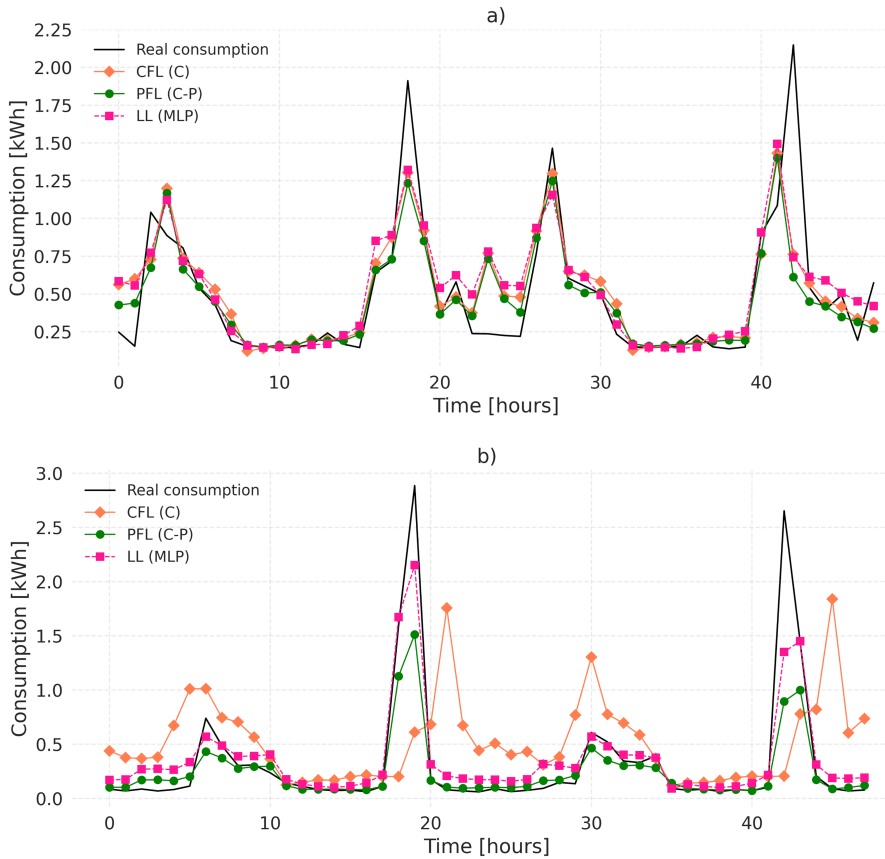 a)
Consumption [kWh]
2.25
2.00
1.75
1.50
1.25
1.00
0.75
0.50
0.25
Real consumption
CFL (C)
PFL (C-P)
LL (MLP)
0 10 20 30 40
Time [hours]
b)
Consumption [kWh]
3.0
2.5
2.0
1.5
1.0
0.5
0.0
Real consumption
CFL (C)
PFL (C-P)
LL (MLP)
0 10 20 30 40
Time [hours]